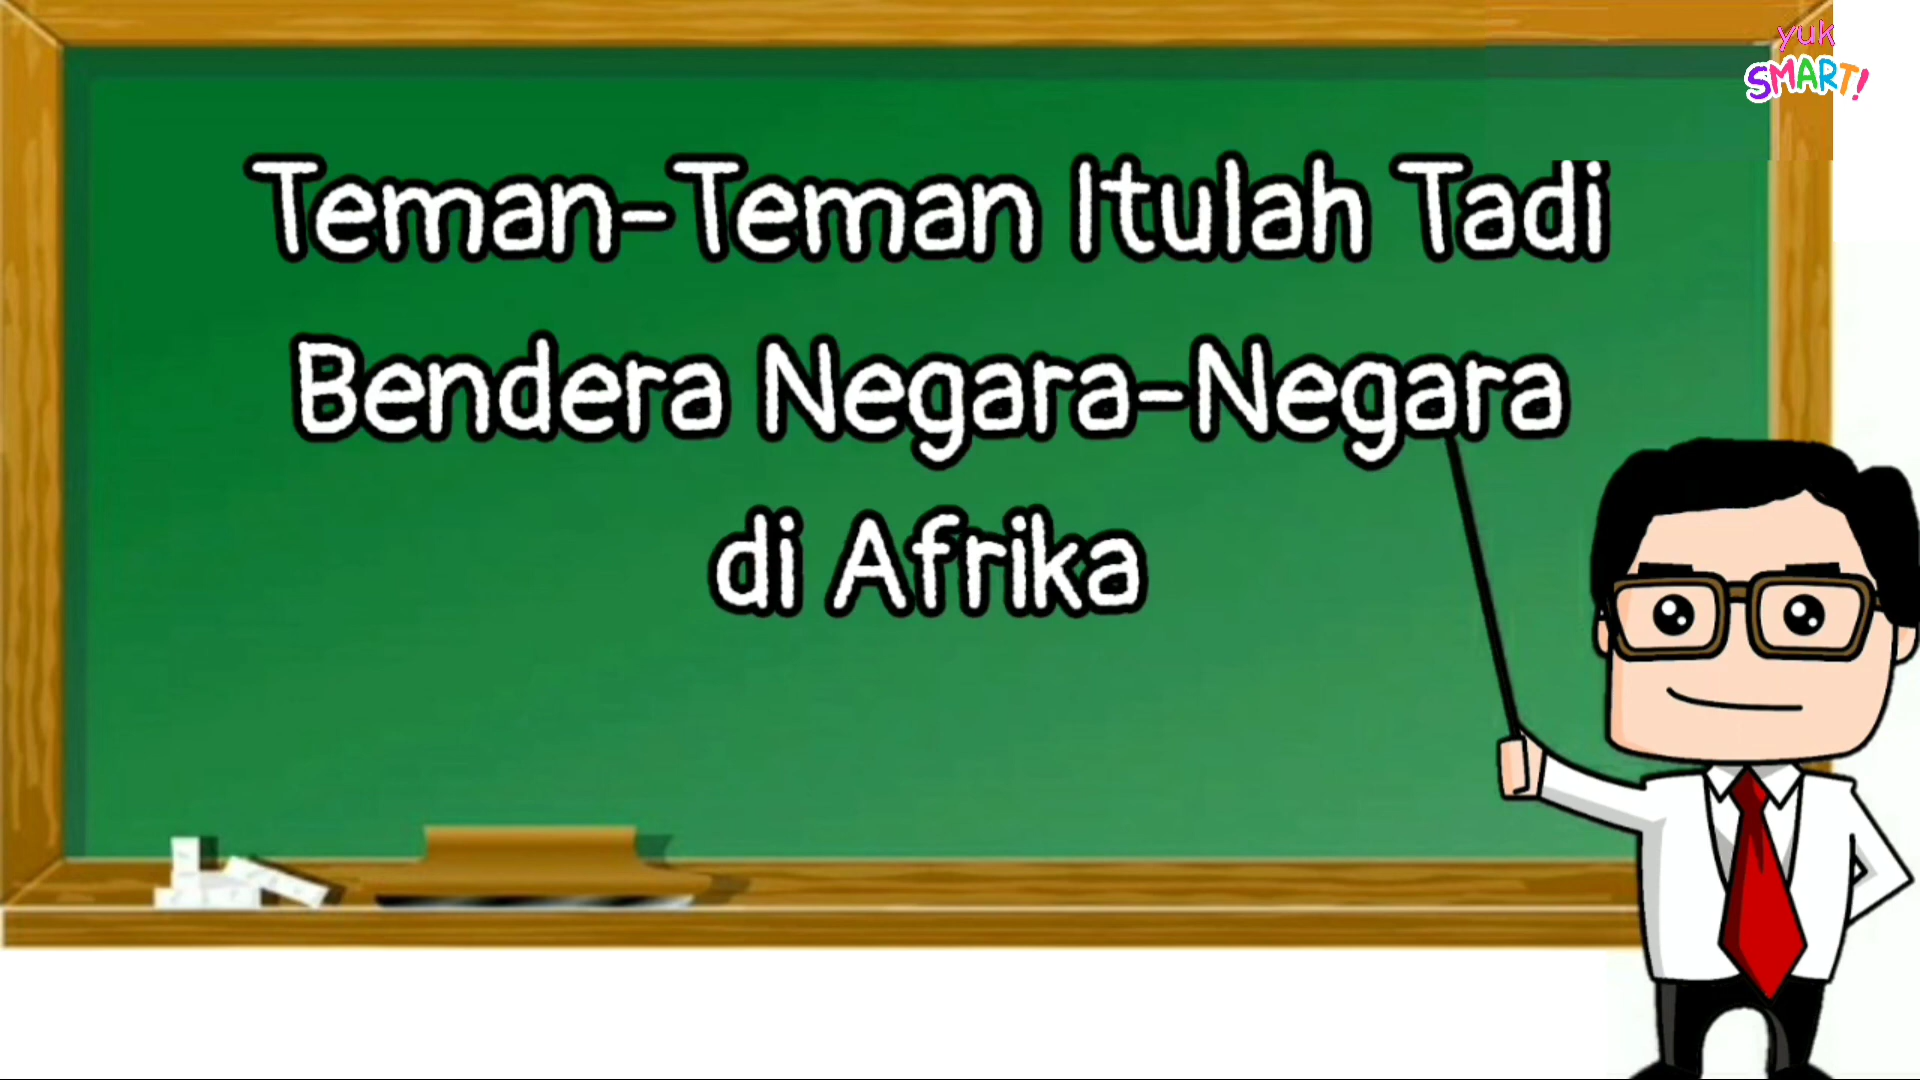 yuk
SMART!
Teman-Teman Itulah Tadi
Bendera Negara-Negara
di Afrika